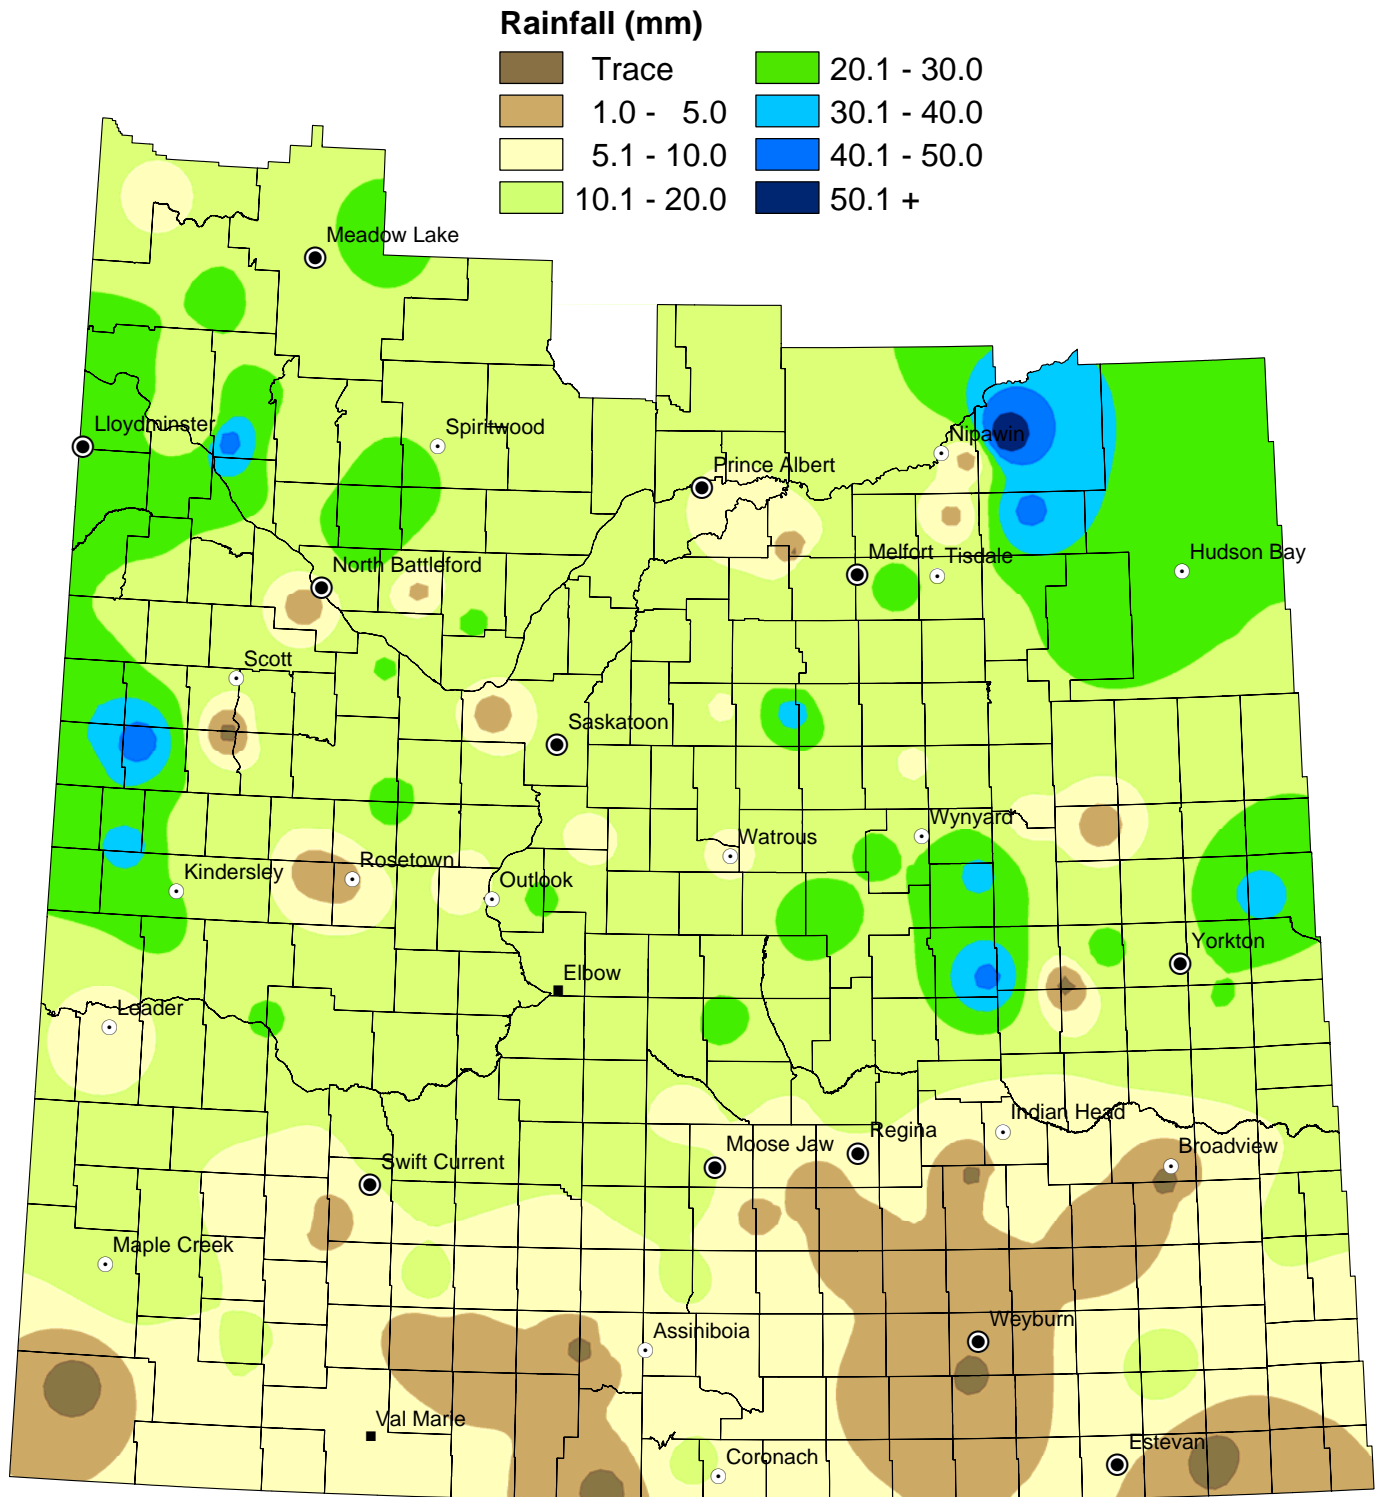 Rainfall (mm)
Trace
20.1 - 30.0
1.0 - 5.0
30.1 - 40.0
5.1 - 10.0
40.1 - 50.0
10.1 - 20.0
50.1 +
Meadow Lake
Lloydminster
Spiritwood
Nipawin
Prince Albert
Melfort
Tisdale
Hudson Bay
North Battleford
Scott
Saskatoon
Wynyard
Watrous
Rosetown
Kindersley
Outlook
Yorkton
Elbow
Leader
Indian Head
Regina
Moose Jaw
Broadview
Swift Current
Maple Creek
Weyburn
Assiniboia
Val Marie
Estevan
Coronach